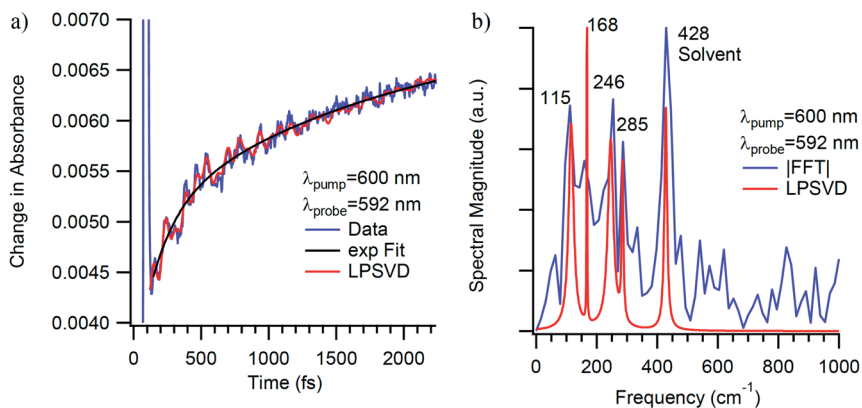 a)
Change in Absorbance
0.0070
0.0065
0.0060
0.0055
0.0050
0.0045
0.0040
λpump=600 nm
λprobe=592 nm
Data
exp Fit
LPSVD
0
500
1000
1500
2000
Time (fs)
b)
Spectral Magnitude (a.u.)
115
168
246
285
428
Solvent
λpump=600 nm
λprobe=592 nm
|FFT|
LPSVD
0
200
400
600
800
1000
Frequency (cm⁻¹)